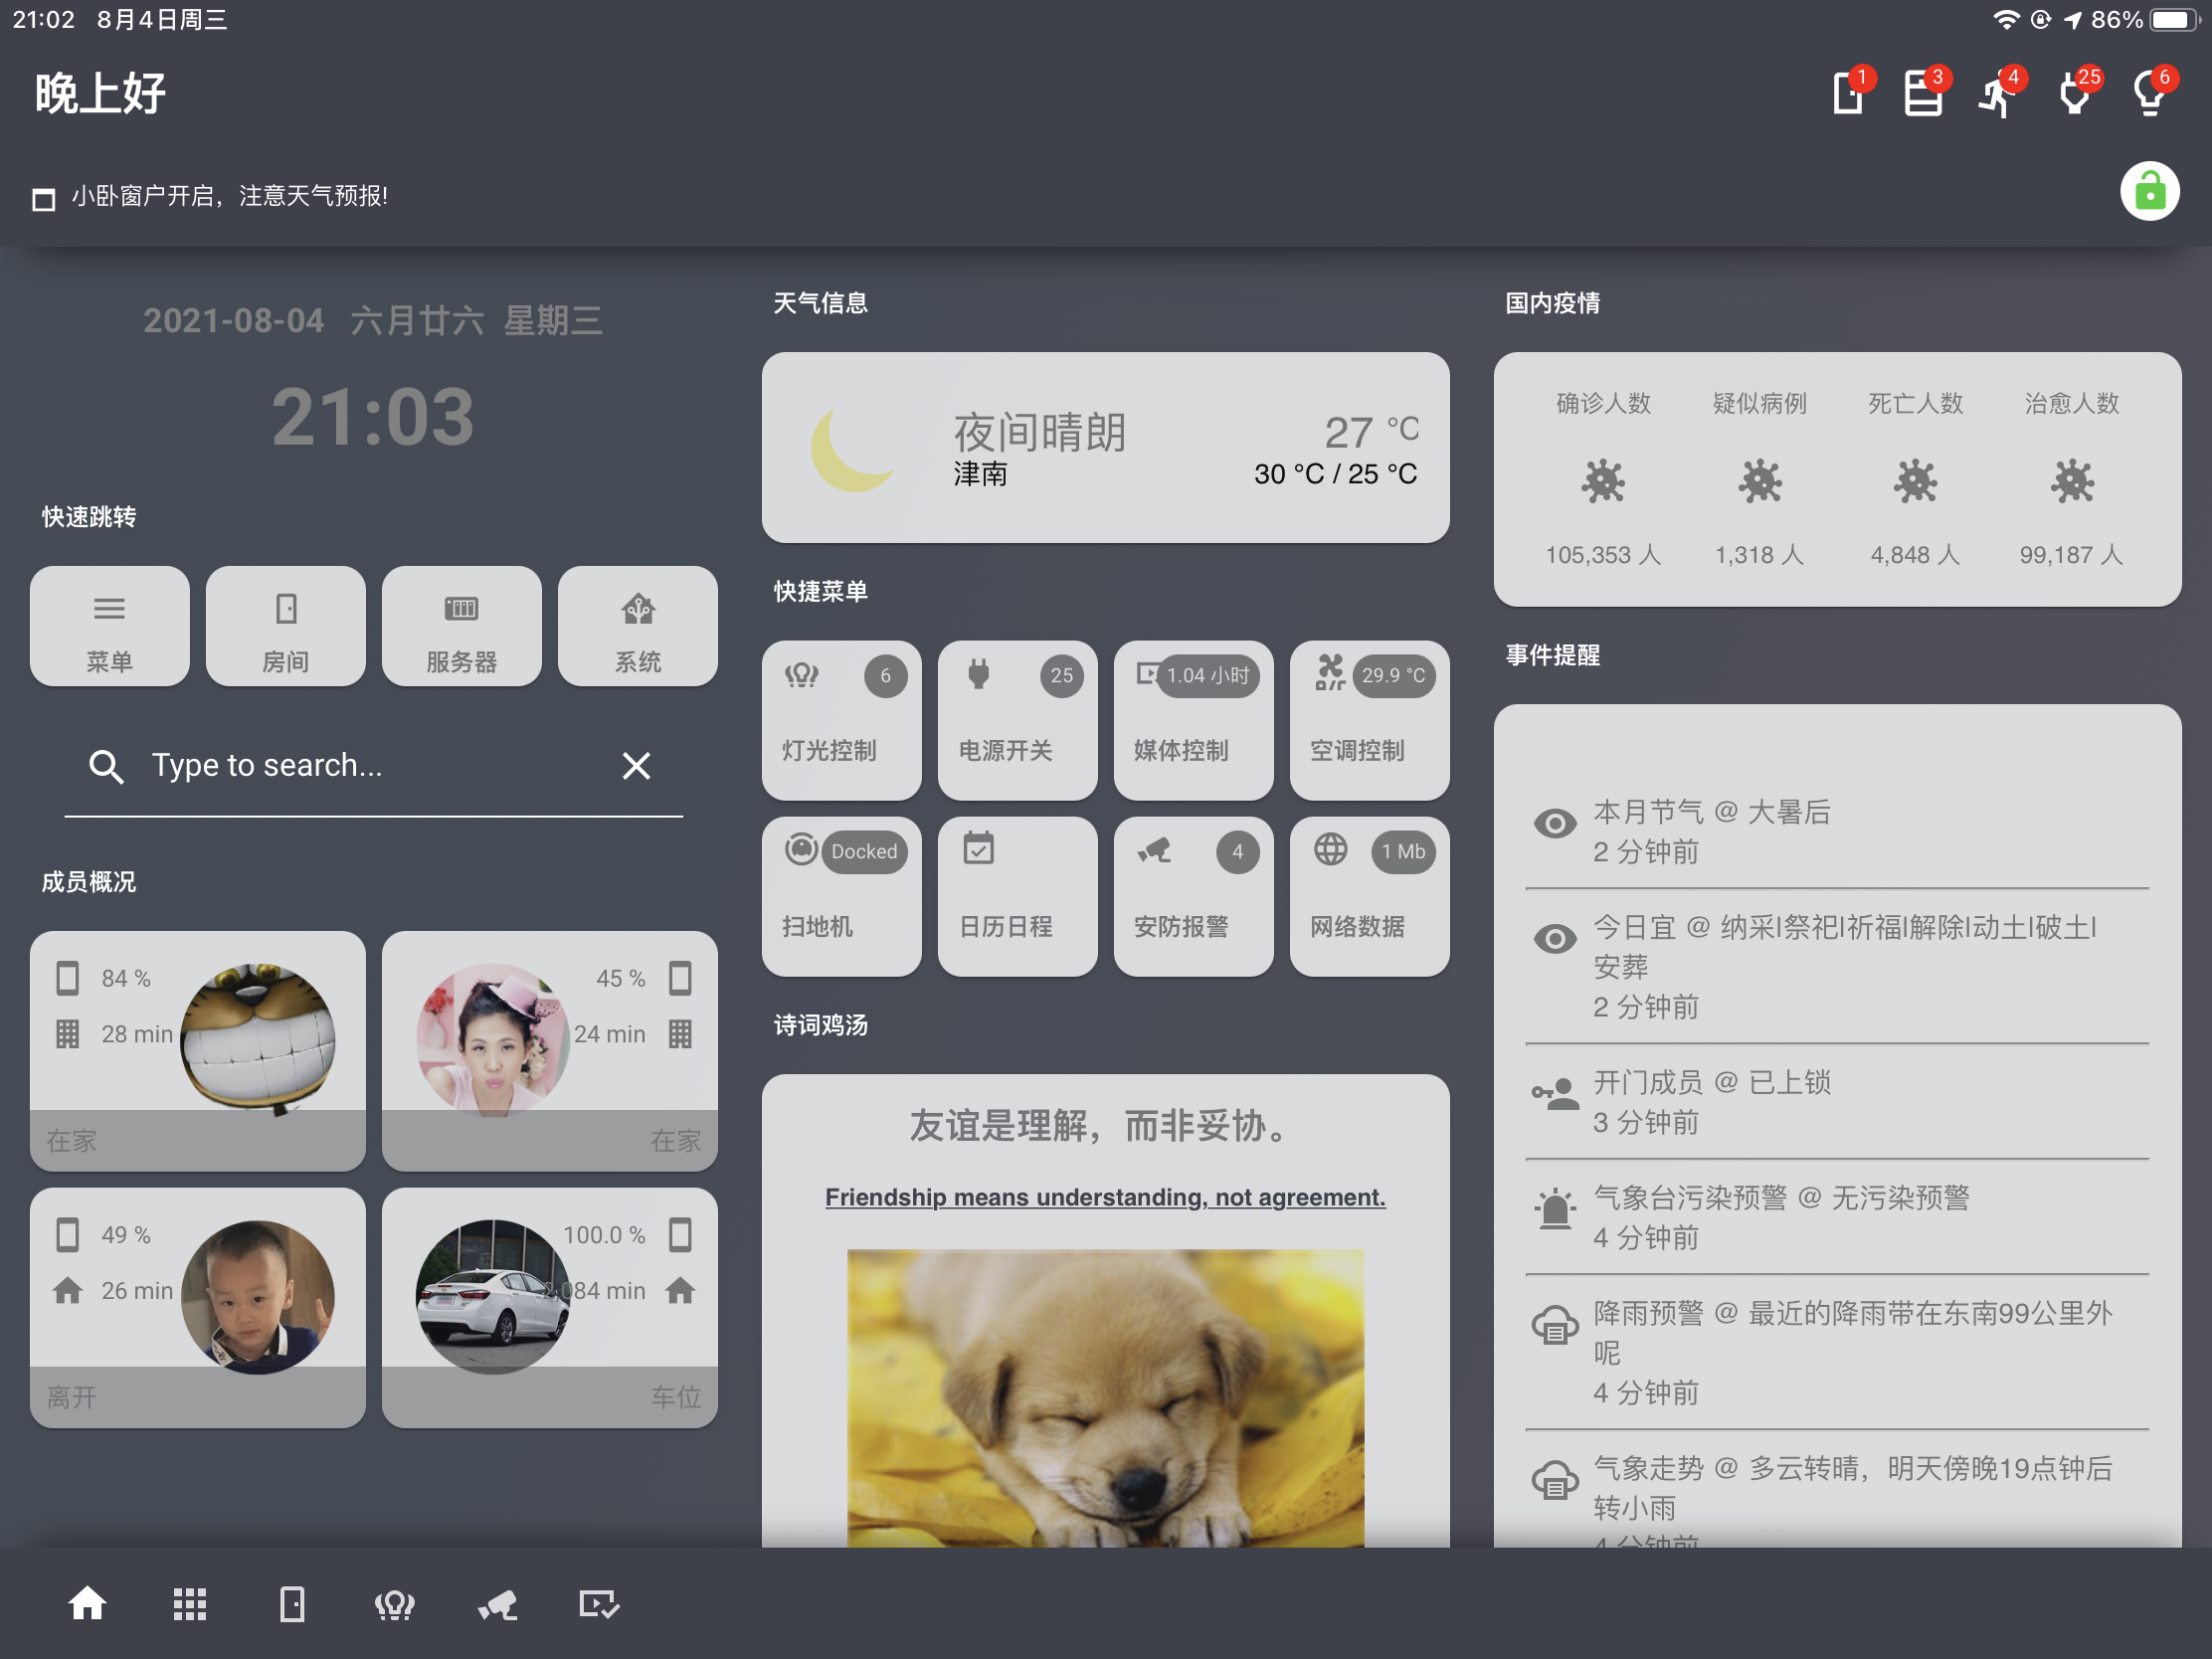 21:02 8月4日周三
86%
晚上好
1
3
4
25
6
小卧窗户开启，注意天气预报!
2021-08-04 六月廿六 星期三
21:03
快速跳转
菜单
房间
服务器
系统
Type to search...
成员概况
84 %
28 min
在家
45 %
24 min
在家
49 %
26 min
离开
100.0 %
084 min
车位
天气信息
夜间晴朗
27 °C
津南
30 °C / 25 °C
快捷菜单
6
灯光控制
25
电源开关
1.04 小时
媒体控制
29.9 °C
空调控制
Docked
扫地机
日历日程
4
安防报警
1 Mb
网络数据
诗词鸡汤
友谊是理解，而非妥协。
Friendship means understanding, not agreement.
国内疫情
确诊人数
疑似病例
死亡人数
治愈人数
105,353 人
1,318 人
4,848 人
99,187 人
事件提醒
本月节气 @ 大暑后
2 分钟前
今日宜 @ 纳采|祭祀|祈福|解除|动土|破土|
安葬
2 分钟前
开门成员 @ 已上锁
3 分钟前
气象台污染预警 @ 无污染预警
4 分钟前
降雨预警 @ 最近的降雨带在东南99公里外
呢
4 分钟前
气象走势 @ 多云转晴，明天傍晚19点钟后
转小雨
4 分钟前